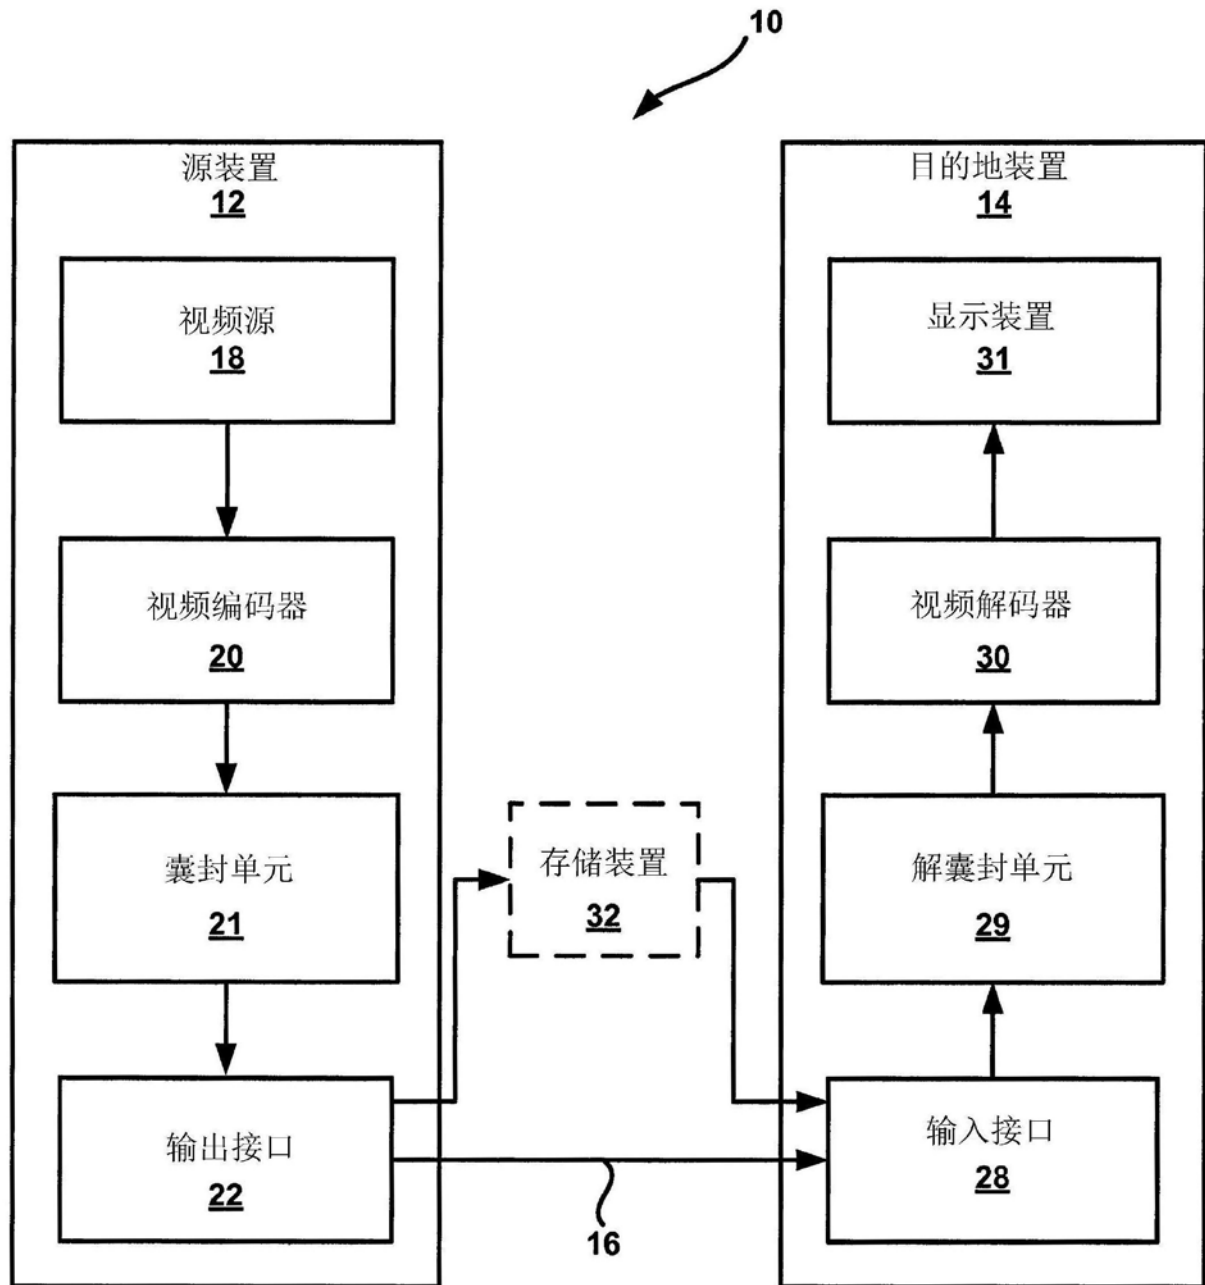 10
源装置
12
视频源
18
视频编码器
20
囊封单元
21
输出接口
22
存储装置
32
16
目的地装置
14
显示装置
31
视频解码器
30
解囊封单元
29
输入接口
28